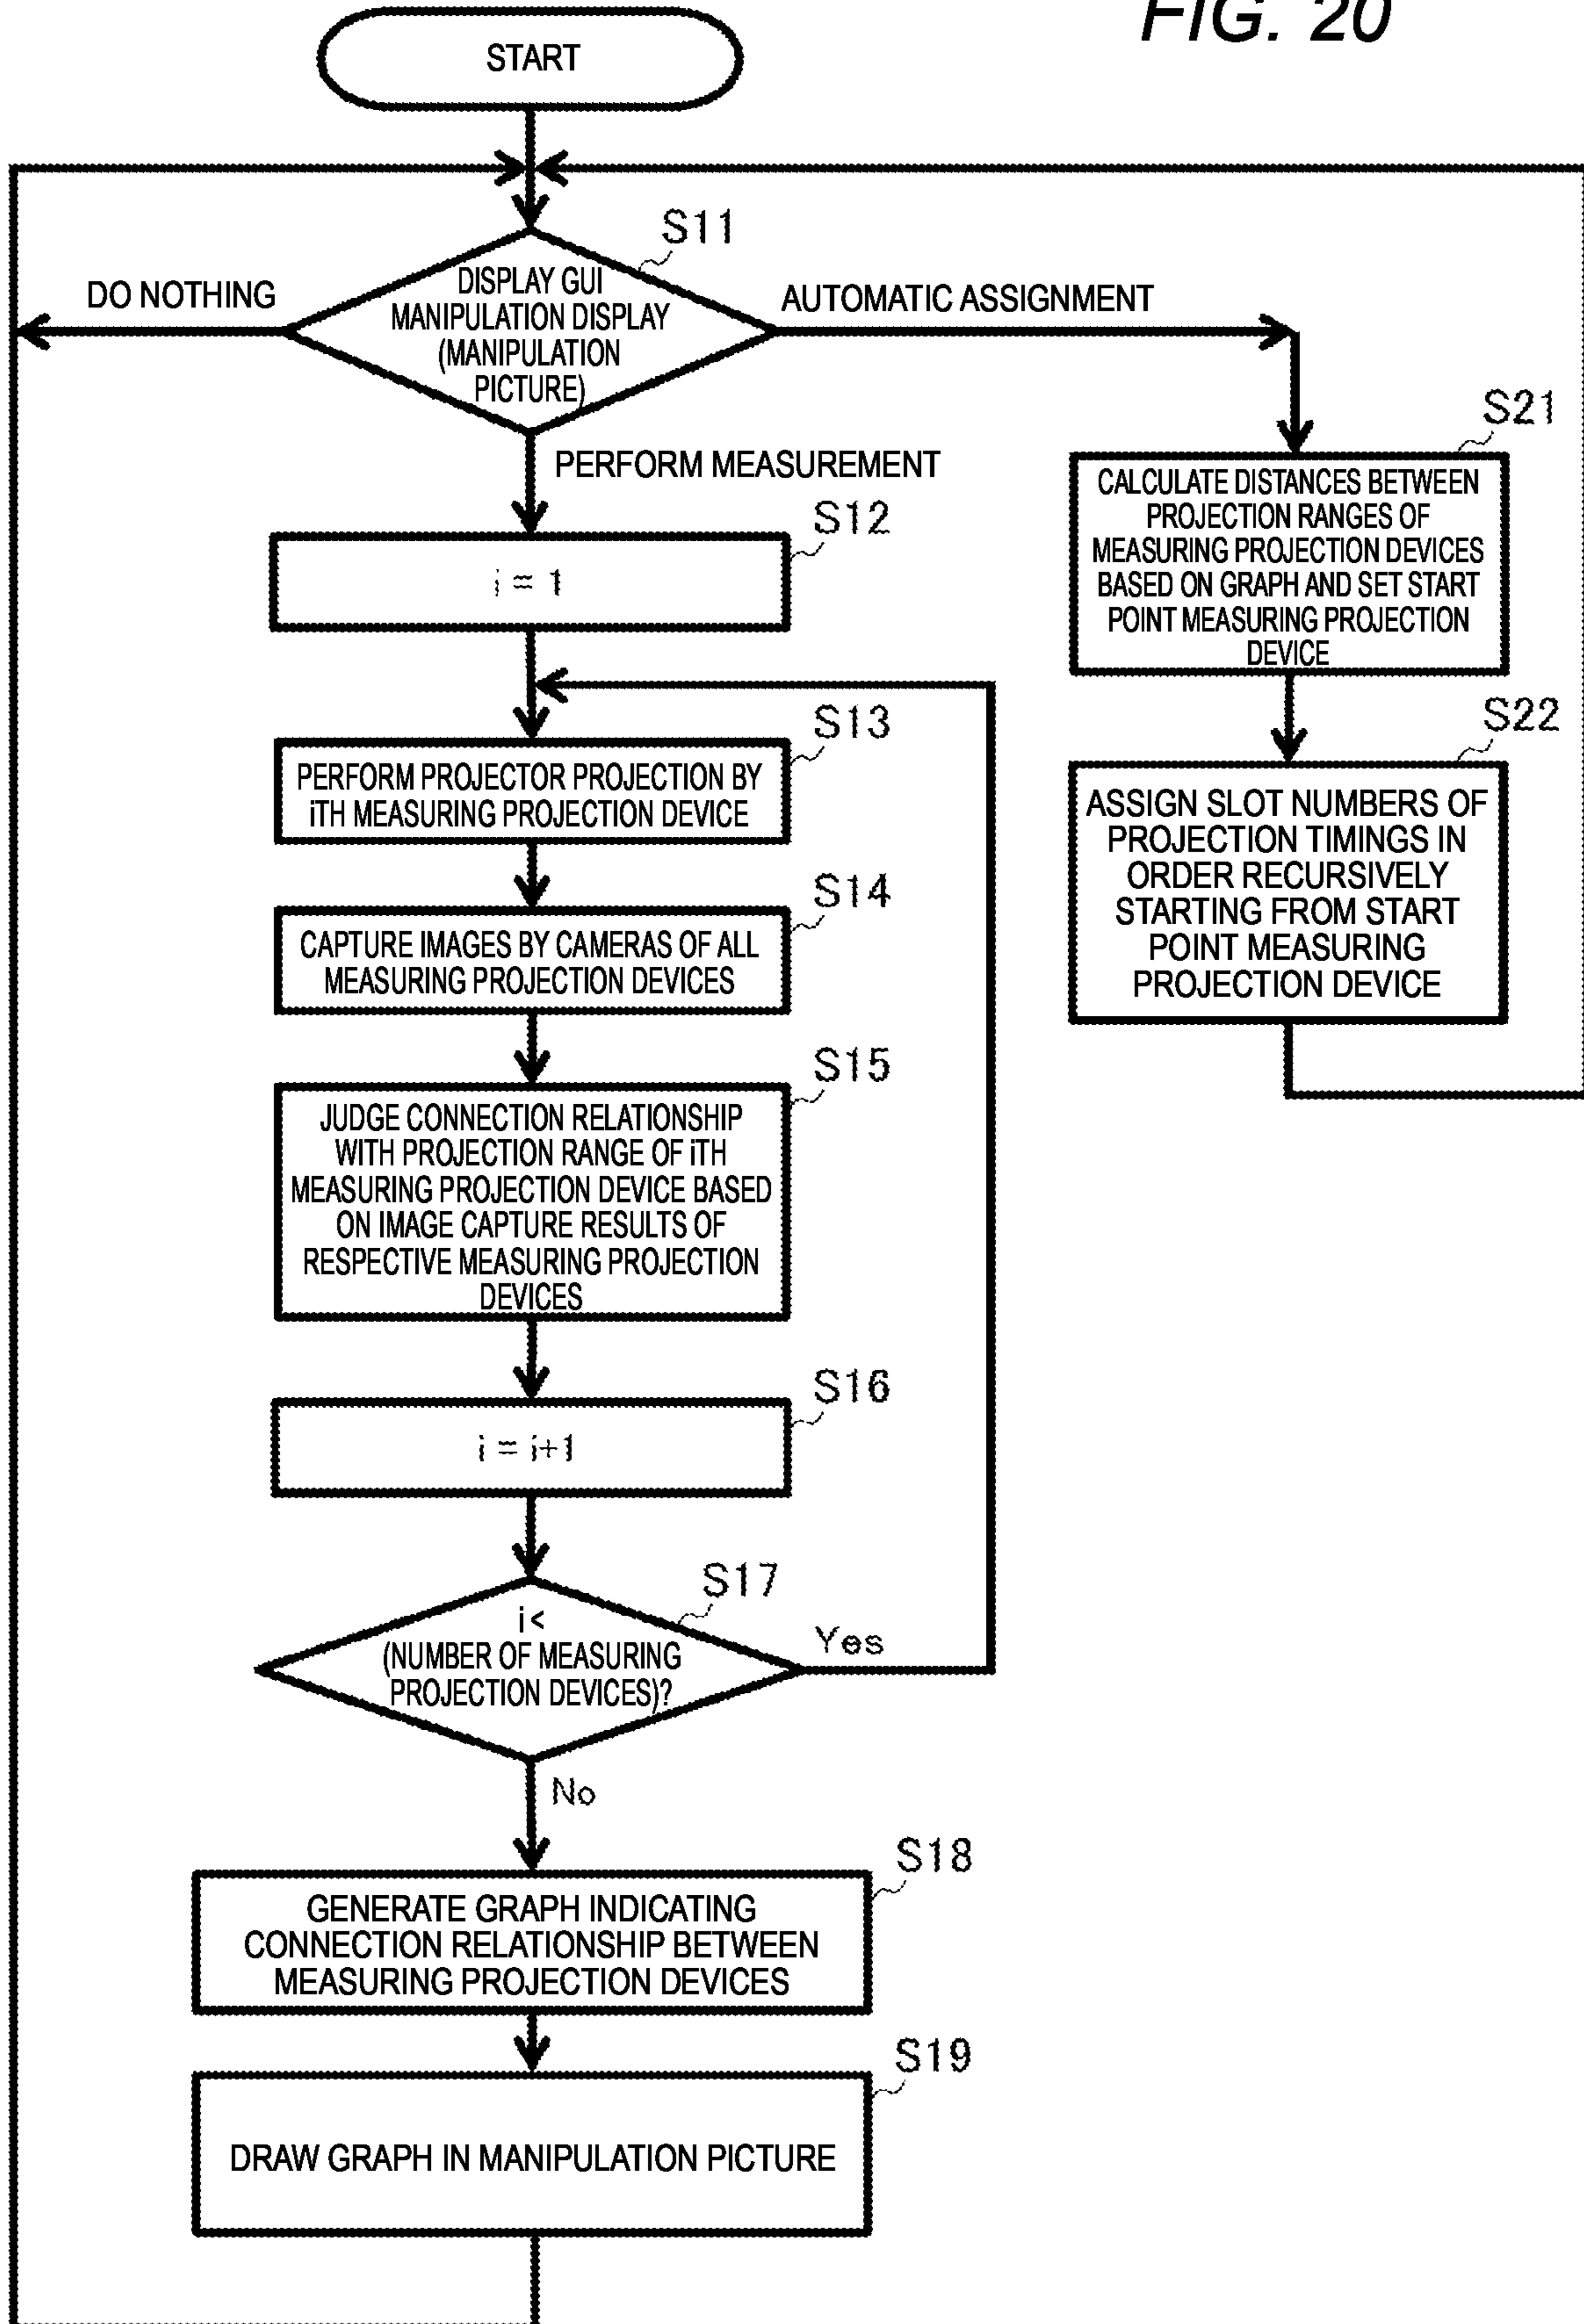 FIG. 20
START
S11
DISPLAY GUI
MANIPULATION DISPLAY
(MANIPULATION
PICTURE)
DO NOTHING
AUTOMATIC ASSIGNMENT
PERFORM MEASUREMENT
S12
i = 1
S13
PERFORM PROJECTOR PROJECTION BY
iTH MEASURING PROJECTION DEVICE
S14
CAPTURE IMAGES BY CAMERAS OF ALL
MEASURING PROJECTION DEVICES
S15
JUDGE CONNECTION RELATIONSHIP
WITH PROJECTION RANGE OF iTH
MEASURING PROJECTION DEVICE BASED
ON IMAGE CAPTURE RESULTS OF
RESPECTIVE MEASURING PROJECTION
DEVICES
S16
i = i+1
S17
i<
(NUMBER OF MEASURING
PROJECTION DEVICES)?
Yes
No
S18
GENERATE GRAPH INDICATING
CONNECTION RELATIONSHIP BETWEEN
MEASURING PROJECTION DEVICES
S19
DRAW GRAPH IN MANIPULATION PICTURE
S21
CALCULATE DISTANCES BETWEEN
PROJECTION RANGES OF
MEASURING PROJECTION DEVICES
BASED ON GRAPH AND SET START
POINT MEASURING PROJECTION
DEVICE
S22
ASSIGN SLOT NUMBERS OF
PROJECTION TIMINGS IN
ORDER RECURSIVELY
STARTING FROM START
POINT MEASURING
PROJECTION DEVICE